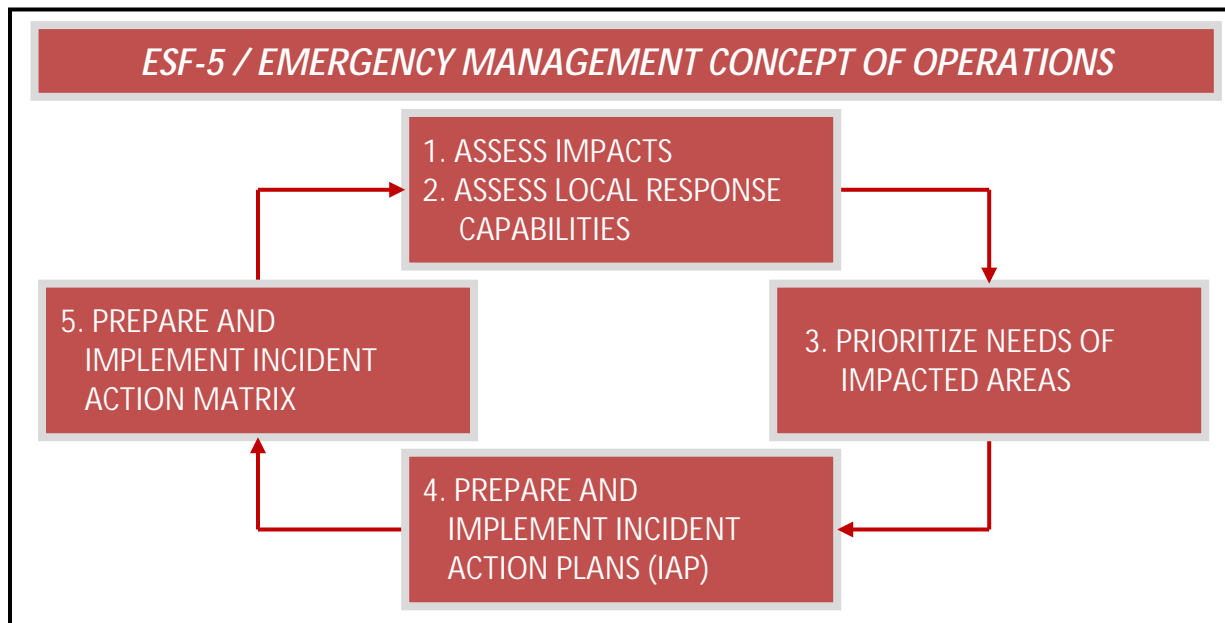 ESF-5 / EMERGENCY MANAGEMENT CONCEPT OF OPERATIONS
1. ASSESS IMPACTS
2. ASSESS LOCAL RESPONSE
CAPABILITIES
3. PRIORITIZE NEEDS OF
IMPACTED AREAS
4. PREPARE AND
IMPLEMENT INCIDENT
ACTION PLANS (IAP)
5. PREPARE AND
IMPLEMENT INCIDENT
ACTION MATRIX